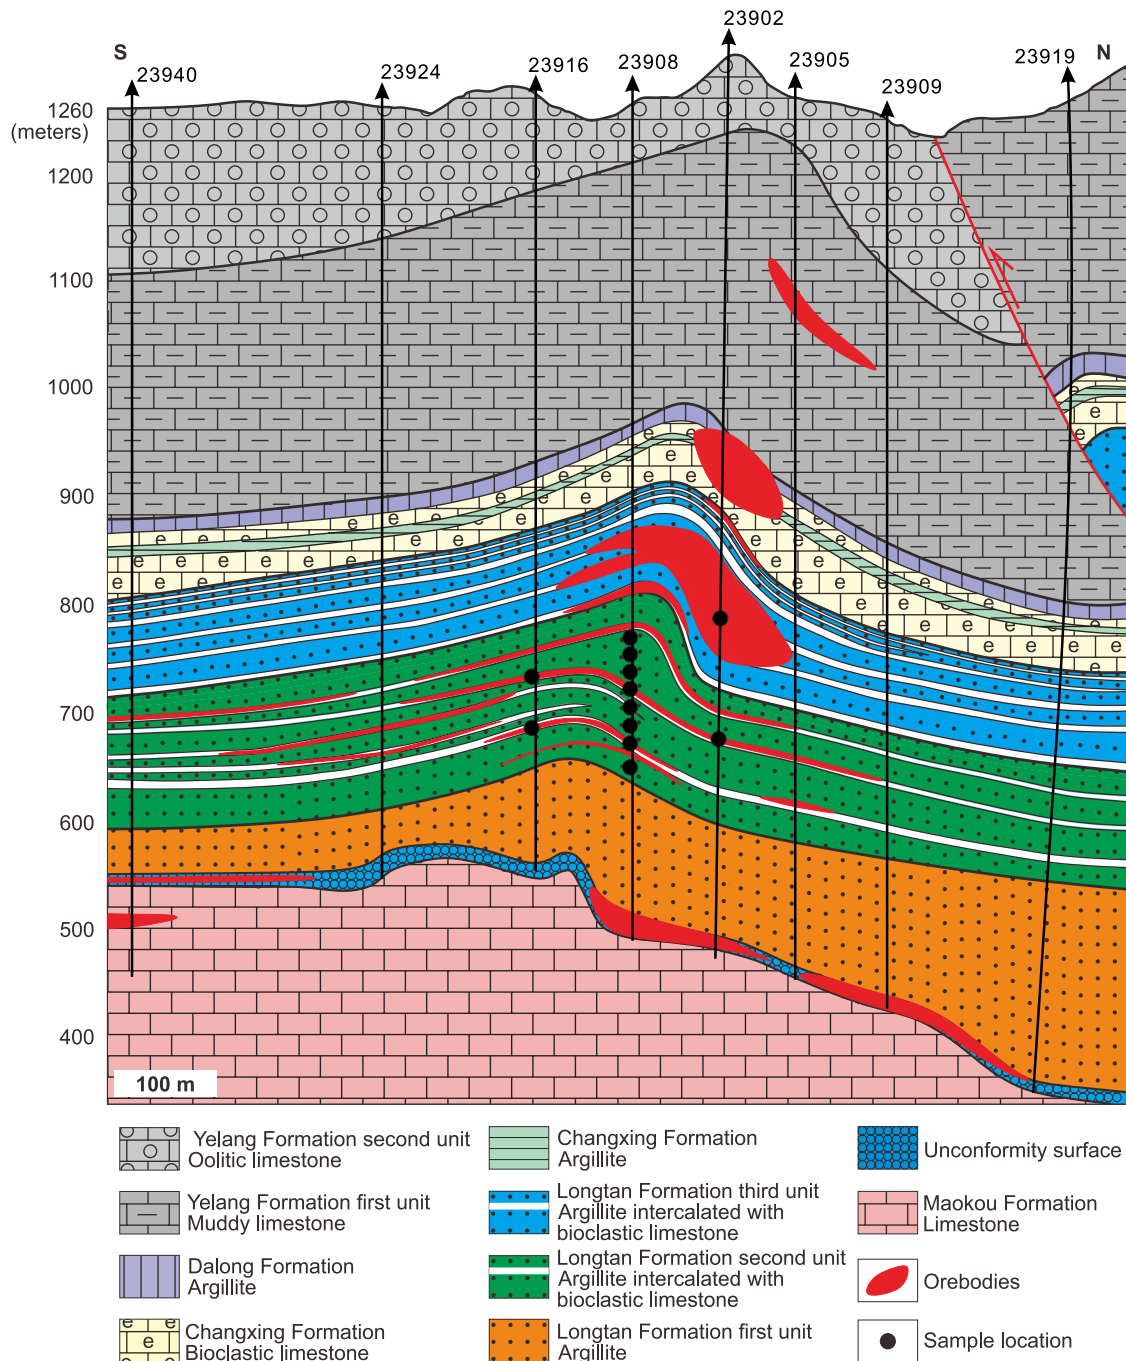 23902
S
N
23940
23924
23916
23908
23905
23919
23909
1260
(meters)
1200
1100
1000
900
800
700
600
500
400
100 m
Yelang Formation second unit
Oolitic limestone
Yelang Formation first unit
Muddy limestone
Dalong Formation
Argillite
Changxing Formation
Bioclastic limestone
Changxing Formation
Argillite
Longtan Formation third unit
Argillite intercalated with
bioclastic limestone
Longtan Formation second unit
Argillite intercalated with
bioclastic limestone
Longtan Formation first unit
Argillite
Unconformity surface
Maokou Formation
Limestone
Orebodies
Sample location